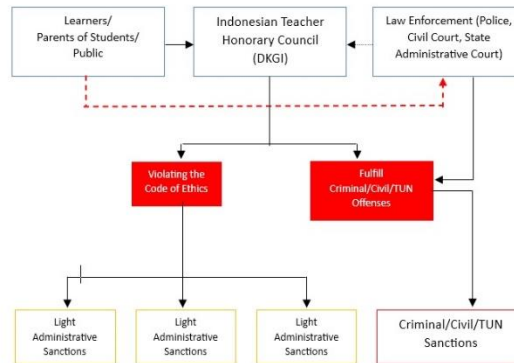 Learners/
Parents of Students/
Public
Indonesian Teacher
Honorary Council
(DKGI)
Law Enforcement (Police,
Civil Court, State
Administrative Court)
Violating the
Code of Ethics
Fulfill
Criminal/Civil/TUN
Offenses
Light
Administrative
Sanctions
Light
Administrative
Sanctions
Light
Administrative
Sanctions
Criminal/Civil/TUN
Sanctions